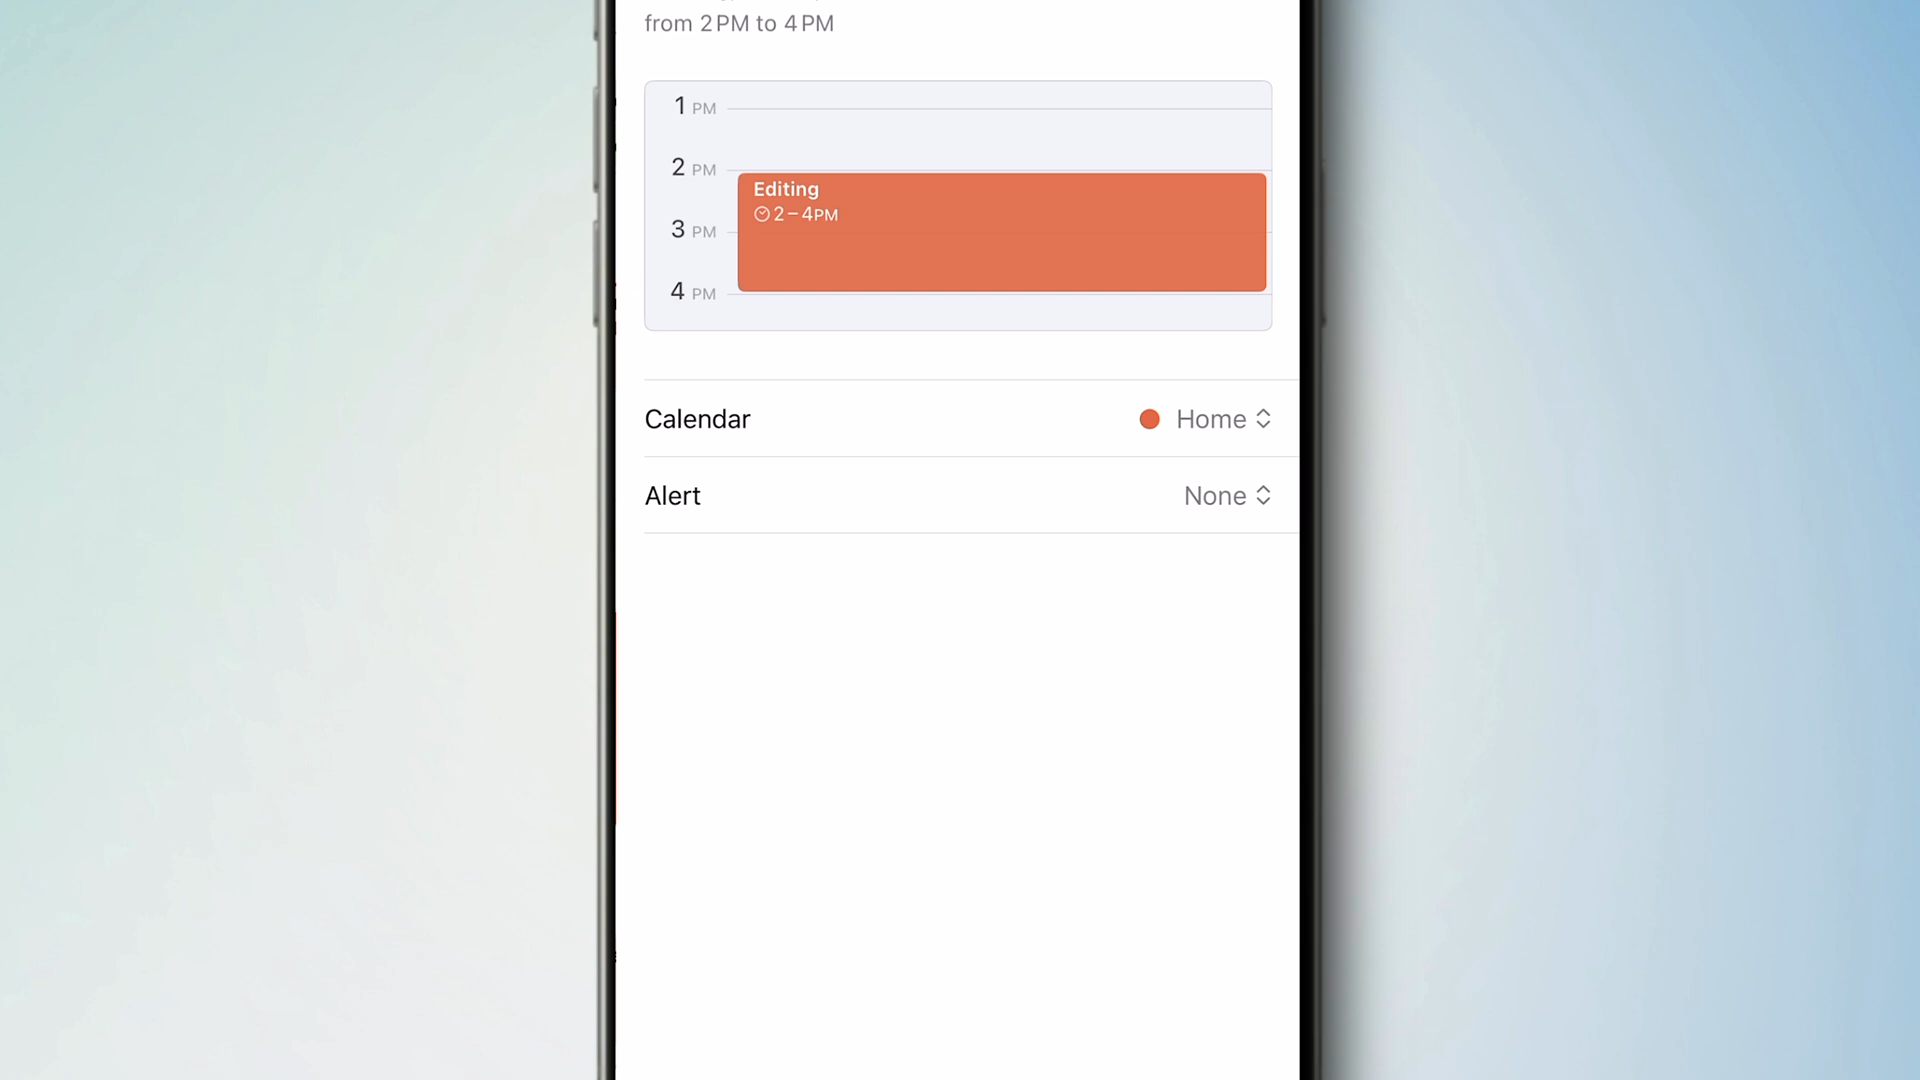 from 2 PM to 4 PM
1 PM
2 PM
Editing
2 – 4PM
3 PM
4 PM
Calendar
Home
Alert
None